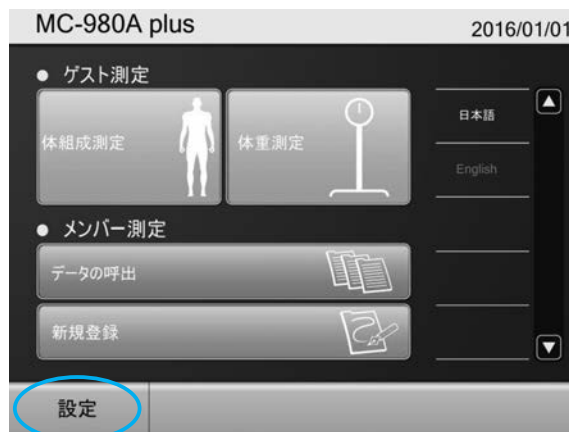 MC-980A plus
2016/01/01
● ゲスト測定
体組成測定
体重測定
日本語
English
● メンバー測定
データの呼出
新規登録
設定